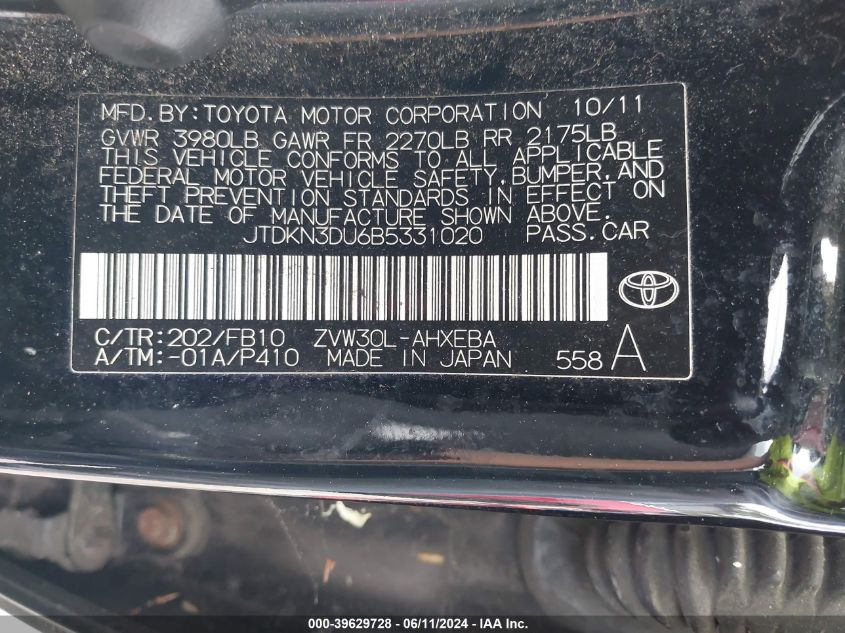 MFD.BY:TOYOTA MOTOR CORPORATION 10/11
GVWR 3980LB GAWR FR 2270LB RR 2175LB
THIS VEHICLE CONFORMS TO ALL APPLICABLE
FEDERAL MOTOR VEHICLE SAFETY, BUMPER, AND
THEFT PREVENTION STANDARDS IN EFFECT ON
THE DATE OF MANUFACTURE SHOWN ABOVE.
JTDKN3DU6B5331020 PASS.CAR
C/TR:202/FB10 ZVW30L-AHXEBA
A/TM:-01A/P410 MADE IN JAPAN 558 A
000-39629728 - 06/11/2024 - IAA Inc.